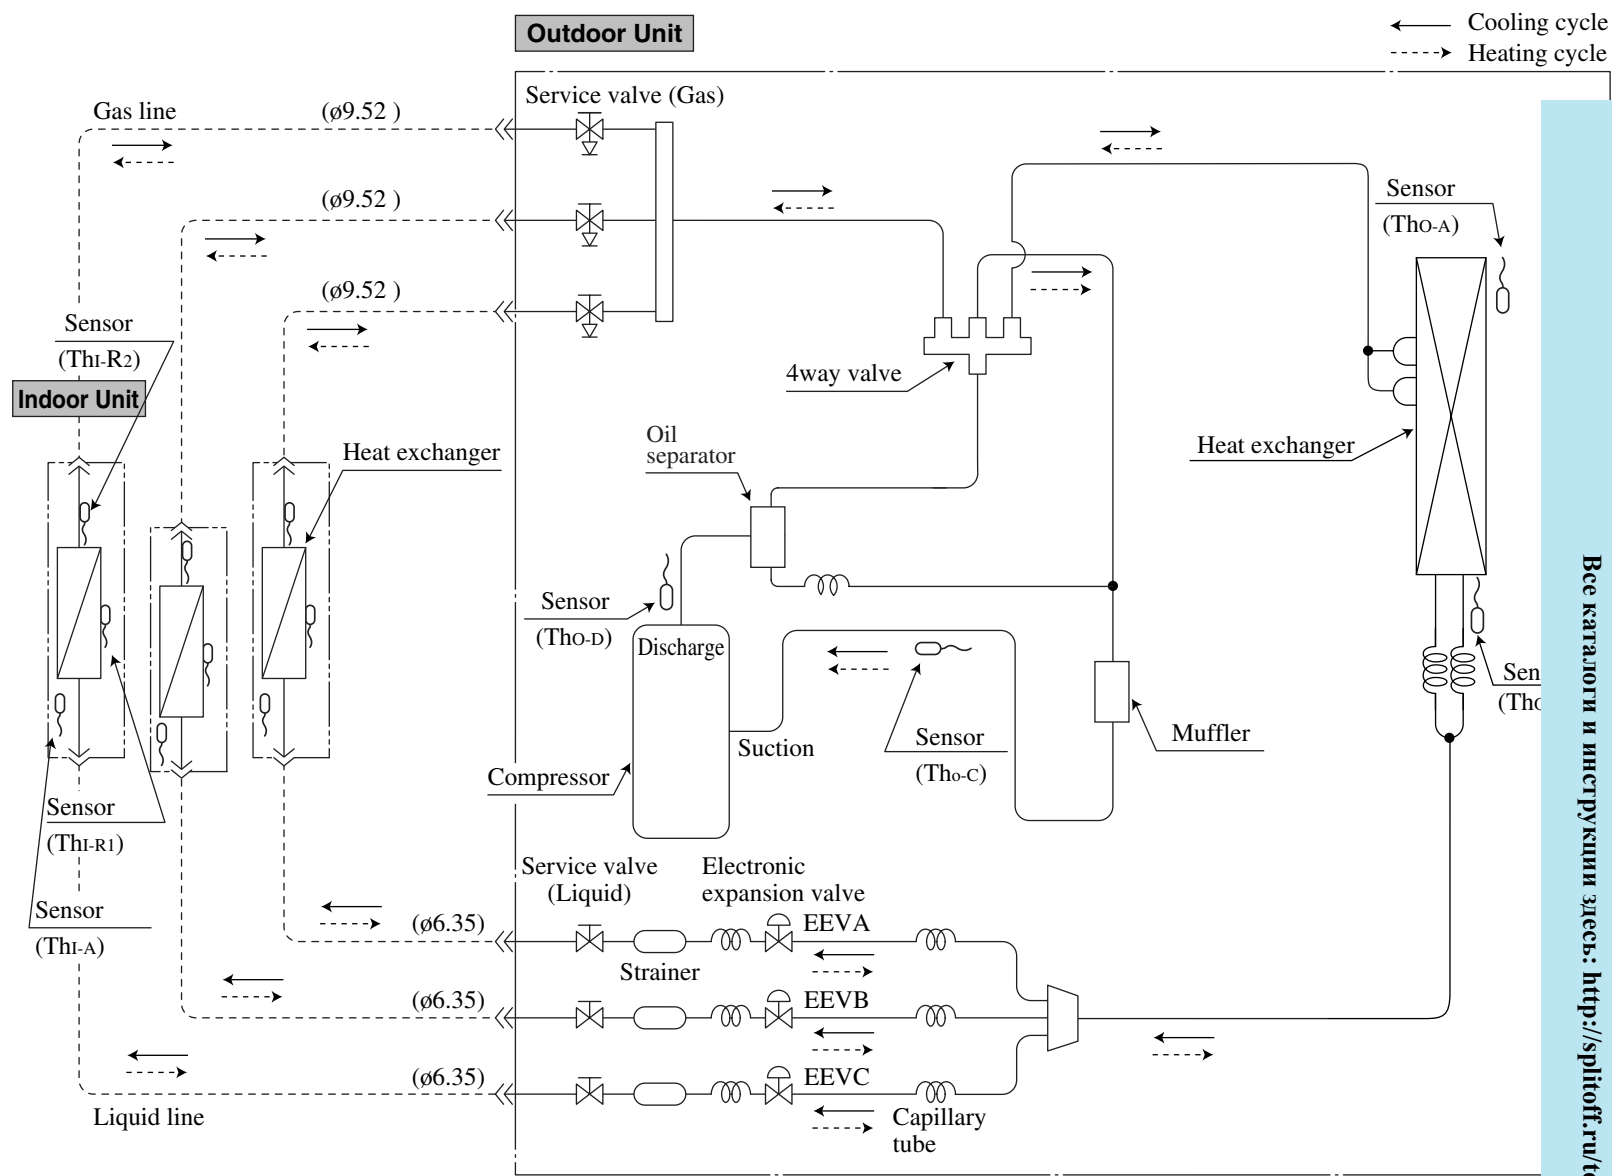 Outdoor Unit
Cooling cycle
Heating cycle
Service valve (Gas)
Gas line
(ø9.52 )
(ø9.52 )
(ø9.52 )
Sensor
(ThO-A)
Sensor
(ThI-R2)
Indoor Unit
4way valve
Heat exchanger
Oil
separator
Heat exchanger
Sensor
(ThO-D)
Discharge
Suction
Compressor
Sensor
(Tho-C)
Muffler
Sen
(Tho
Sensor
(ThI-R1)
Sensor
(ThI-A)
Service valve
(Liquid)
Electronic
expansion valve
(ø6.35)
EEVA
Strainer
(ø6.35)
EEVB
(ø6.35)
EEVC
Liquid line
Capillary
tube
Все каталоги и инструкции здесь: http://splitoff.ru/te